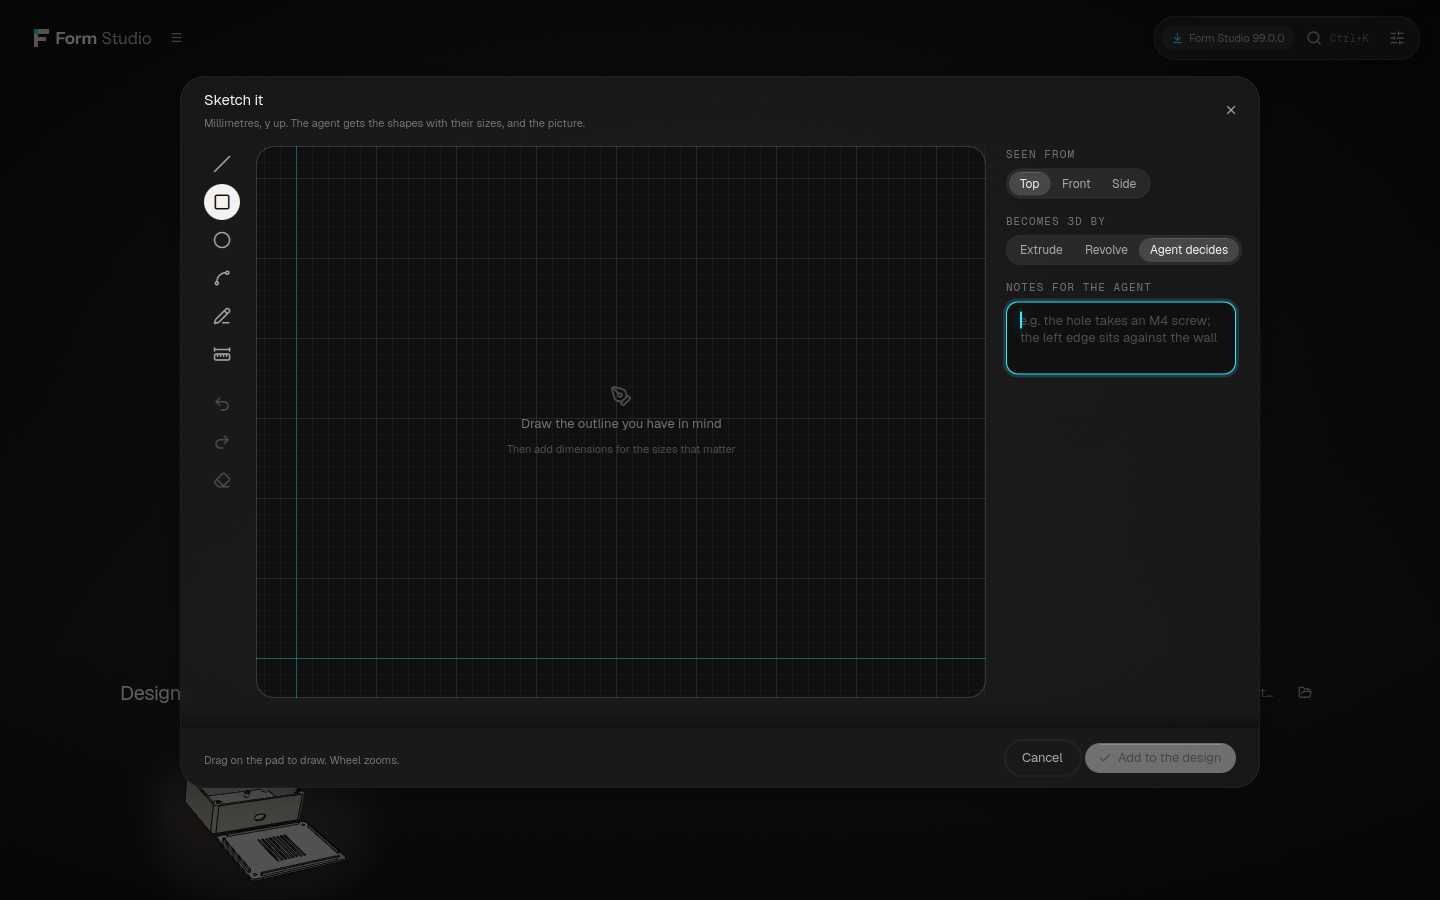 Form Studio
Form Studio 99.0.0
Ctrl+K
Sketch it
Millimetres, y up. The agent gets the shapes with their sizes, and the picture.
SEEN FROM
Top
Front
Side
BECOMES 3D BY
Extrude
Revolve
Agent decides
NOTES FOR THE AGENT
e.g. the hole takes an M4 screw;
the left edge sits against the wall
Draw the outline you have in mind
Then add dimensions for the sizes that matter
Design
t...
Drag on the pad to draw. Wheel zooms.
Cancel
Add to the design